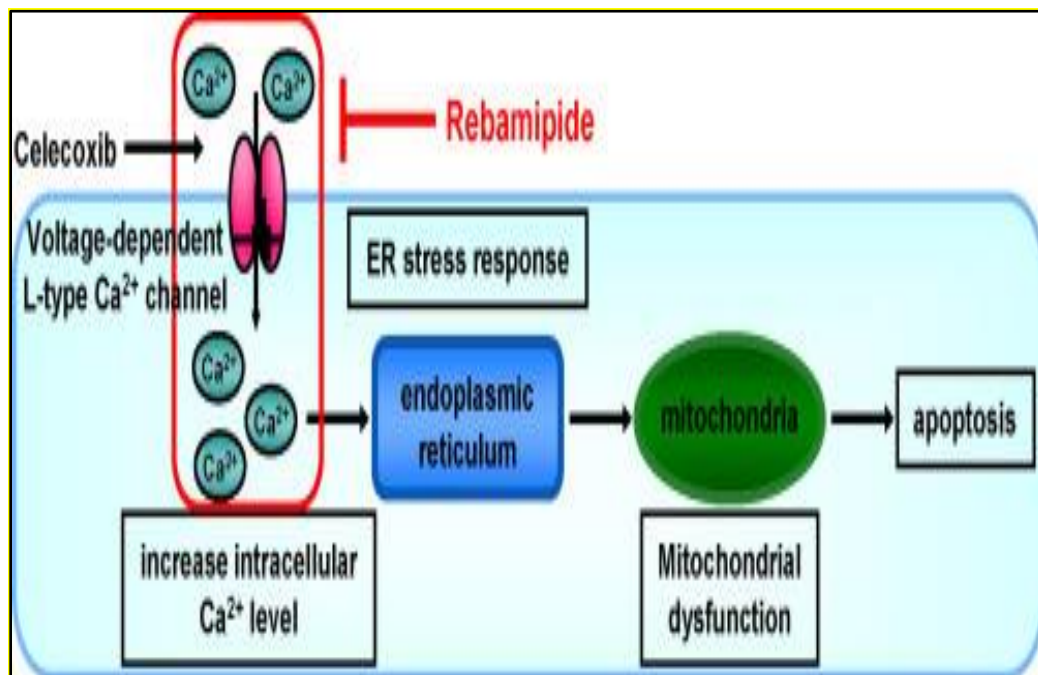 Ca²⁺
Ca²⁺
Rebamipide
Celecoxib
Voltage-dependent
L-type Ca²⁺ channel
ER stress response
Ca²⁺
Ca²⁺
Ca²⁺
endoplasmic
reticulum
mitochondria
apoptosis
increase intracellular
Ca²⁺ level
Mitochondrial
dysfunction